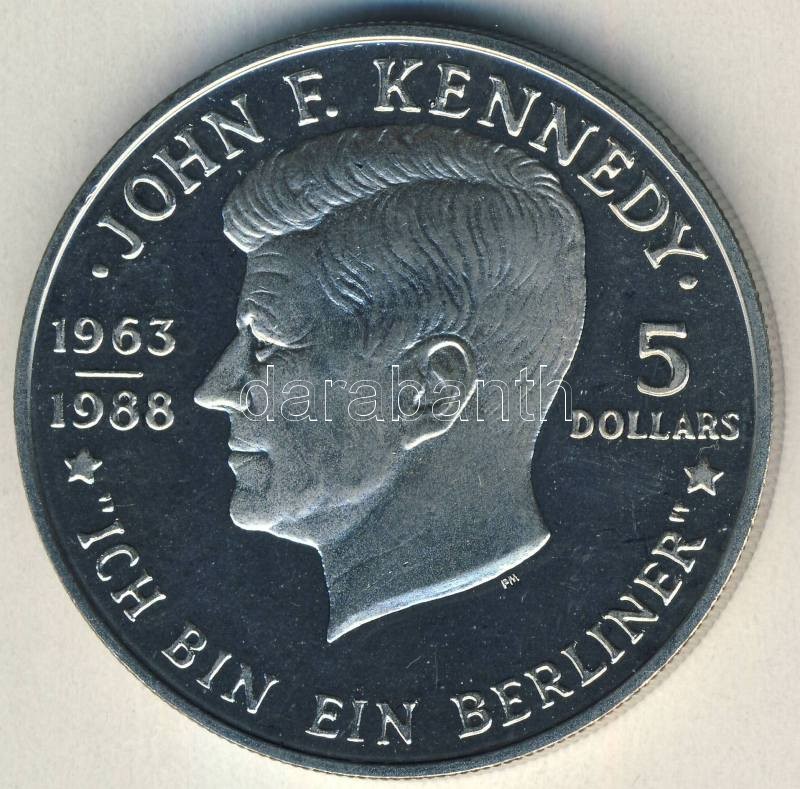 · JOHN F. KENNEDY ·
1963
1988
5
DOLLARS
"ICH BIN EIN BERLINER"
PM
darabanth